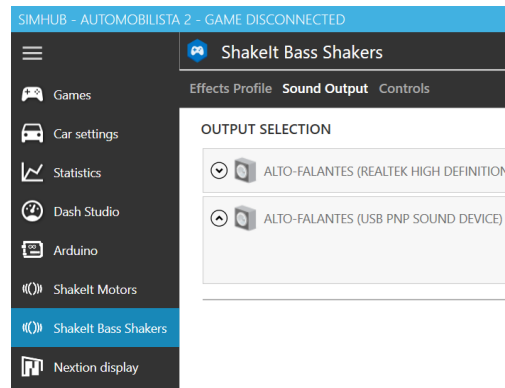 SIMHUB - AUTOMOBILISTA 2 - GAME DISCONNECTED
ShakeIt Bass Shakers
Effects Profile Sound Output Controls
OUTPUT SELECTION
ALTO-FALANTES (REALTEK HIGH DEFINITION
ALTO-FALANTES (USB PNP SOUND DEVICE)
Games
Car settings
Statistics
Dash Studio
Arduino
ShakeIt Motors
ShakeIt Bass Shakers
Nextion display